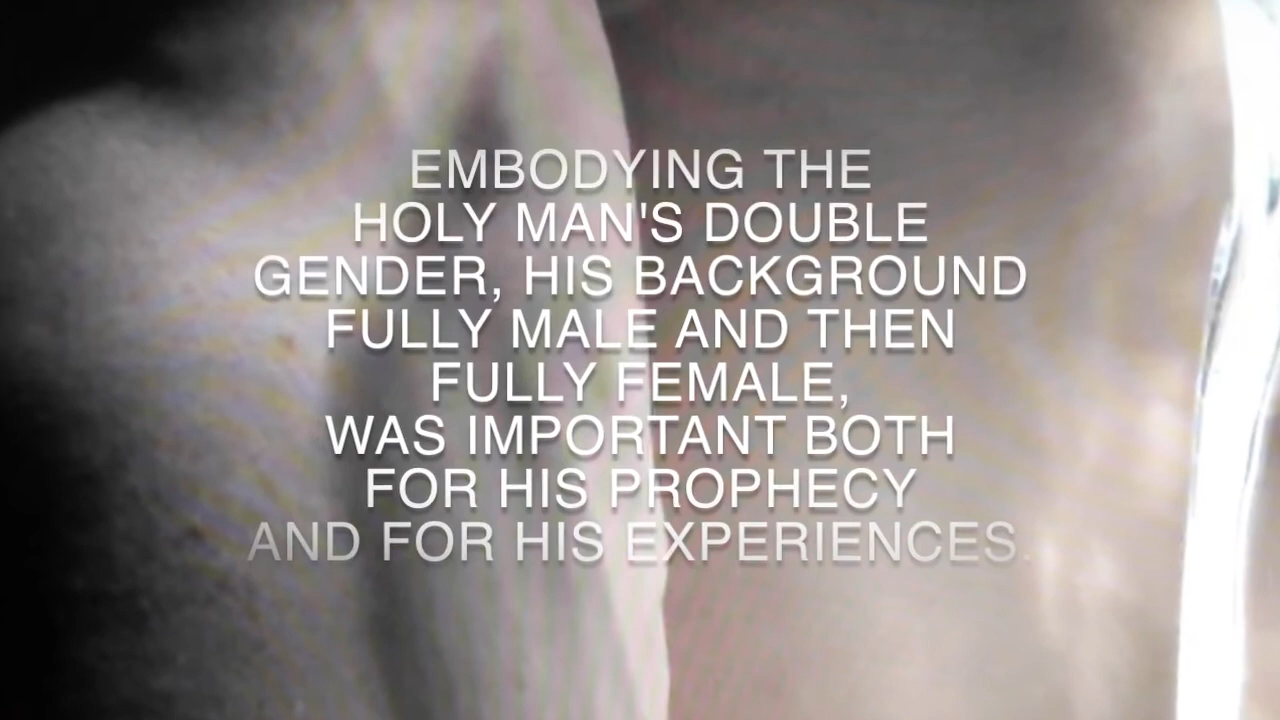 EMBODYING THE
HOLY MAN'S DOUBLE
GENDER, HIS BACKGROUND
FULLY MALE AND THEN
FULLY FEMALE,
WAS IMPORTANT BOTH
FOR HIS PROPHECY
AND FOR HIS EXPERIENCES.